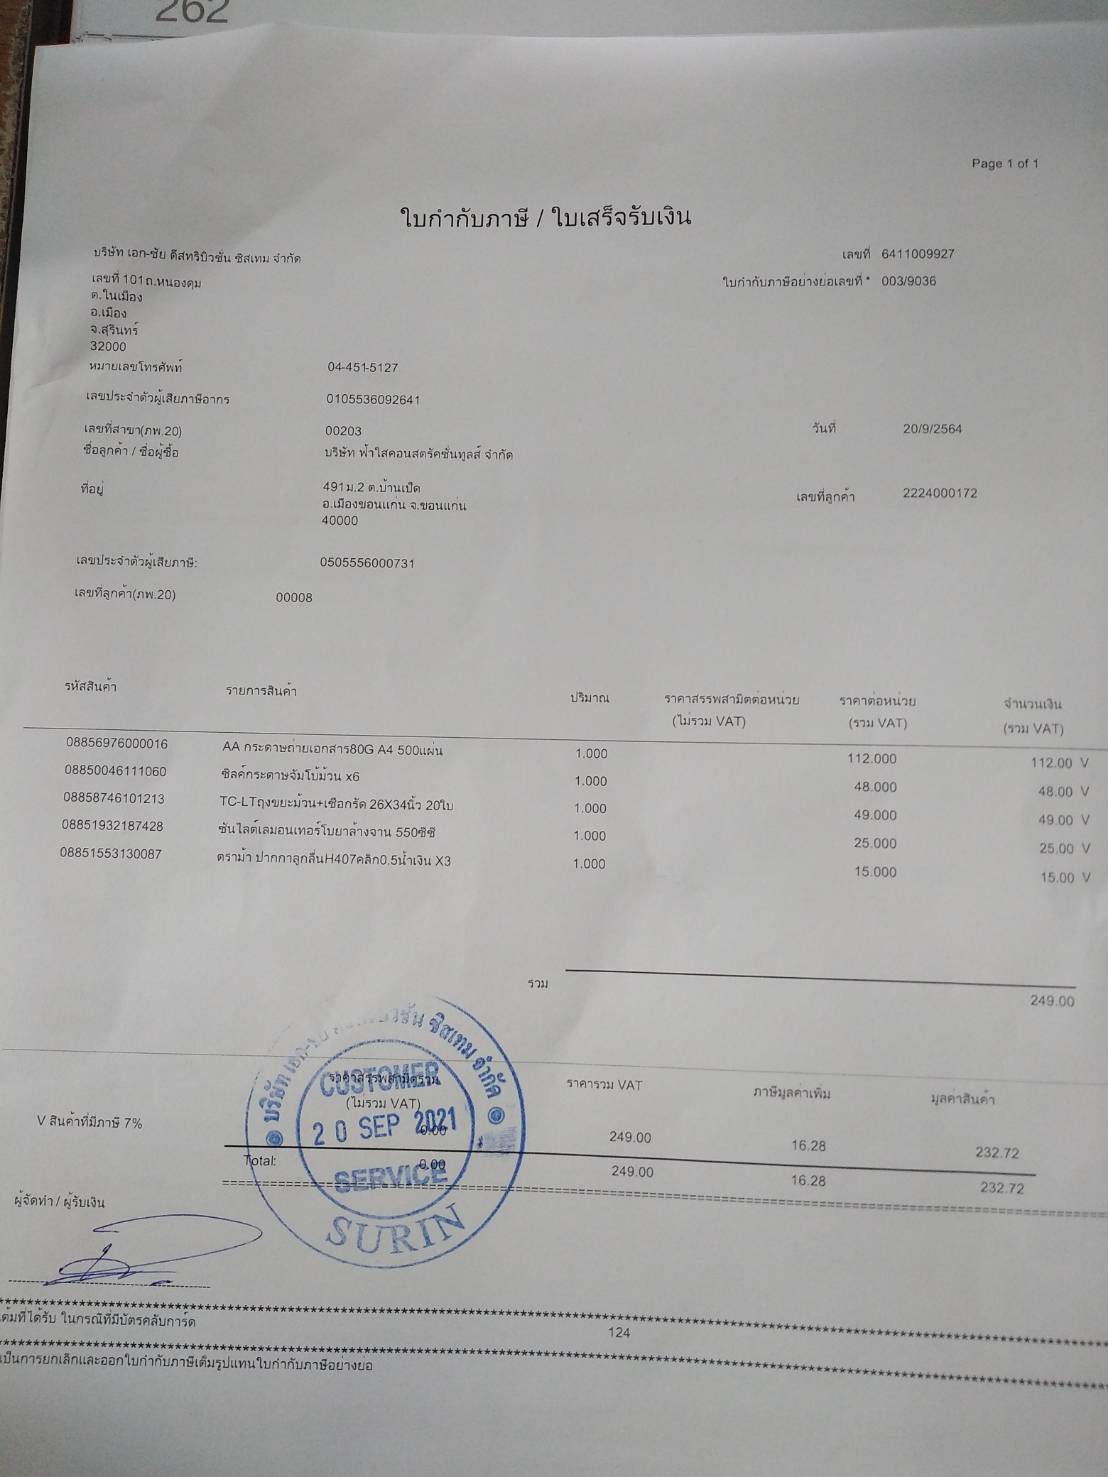 262
Page 1 of 1
ใบกำกับภาษี / ใบเสร็จรับเงิน
บริษัท เอก-ชัย ดีสทริบิวชั่น ซิสเทม จำกัด
เลขที่ 6411009927
เลขที่ 101ถ.หนองดุม
ใบกำกับภาษีอย่างย่อเลขที่ * 003/9036
ต.ในเมือง
อ.เมือง
จ.สุรินทร์
32000
หมายเลขโทรศัพท์ 04-451-5127
เลขประจำตัวผู้เสียภาษีอากร 0105536092641
เลขที่สาขา(ภพ.20) 00203
วันที่ 20/9/2564
ชื่อลูกค้า / ชื่อผู้ซื้อ บริษัท ฟ้าใสคอนสตรัคชั่นทูลส์ จำกัด
ที่อยู่ 491ม.2 ต.บ้านเป็ด
เลขที่ลูกค้า 2224000172
อ.เมืองขอนแก่น จ.ขอนแก่น
40000
เลขประจำตัวผู้เสียภาษี: 0505556000731
เลขที่ลูกค้า(ภพ.20) 00008
รหัสสินค้า รายการสินค้า ปริมาณ ราคาสรรพสามิตต่อหน่วย ราคาต่อหน่วย จำนวนเงิน
(ไม่รวม VAT) (รวม VAT) (รวม VAT)
08856976000016 AA กระดาษถ่ายเอกสาร80G A4 500แผ่น 1.000 112.000 112.00 V
08850046111060 ซิลค์กระดาษจัมโบ้ม้วน x6 1.000 48.000 48.00 V
08858746101213 TC-LTถุงขยะม้วน+เชือกรัด 26X34นิ้ว 20ใบ 1.000 49.000 49.00 V
08851932187428 ซันไลต์เลมอนเทอร์โบยาล้างจาน 550ซีซี 1.000 25.000 25.00 V
08851553130087 ตราม้า ปากกาลูกลื่นH407คลิก0.5น้ำเงิน X3 1.000 15.000 15.00 V
รวม 249.00
ซิสเทม จำกัด
บริษัท เอก-ชัย
CUSTOMER
20 SEP 2021
SERVICE
SURIN
ราคาสรรพสามิตรวม ราคารวม VAT ภาษีมูลค่าเพิ่ม มูลค่าสินค้า
(ไม่รวม VAT)
V สินค้าที่มีภาษี 7% 0.00 249.00 16.28 232.72
Total: 0.00 249.00 16.28 232.72
ผู้จัดทำ / ผู้รับเงิน
แต้มที่ได้รับ ในกรณีที่มีบัตรคลับการ์ด 124
เป็นการยกเลิกและออกใบกำกับภาษีเต็มรูปแทนใบกำกับภาษีอย่างย่อ